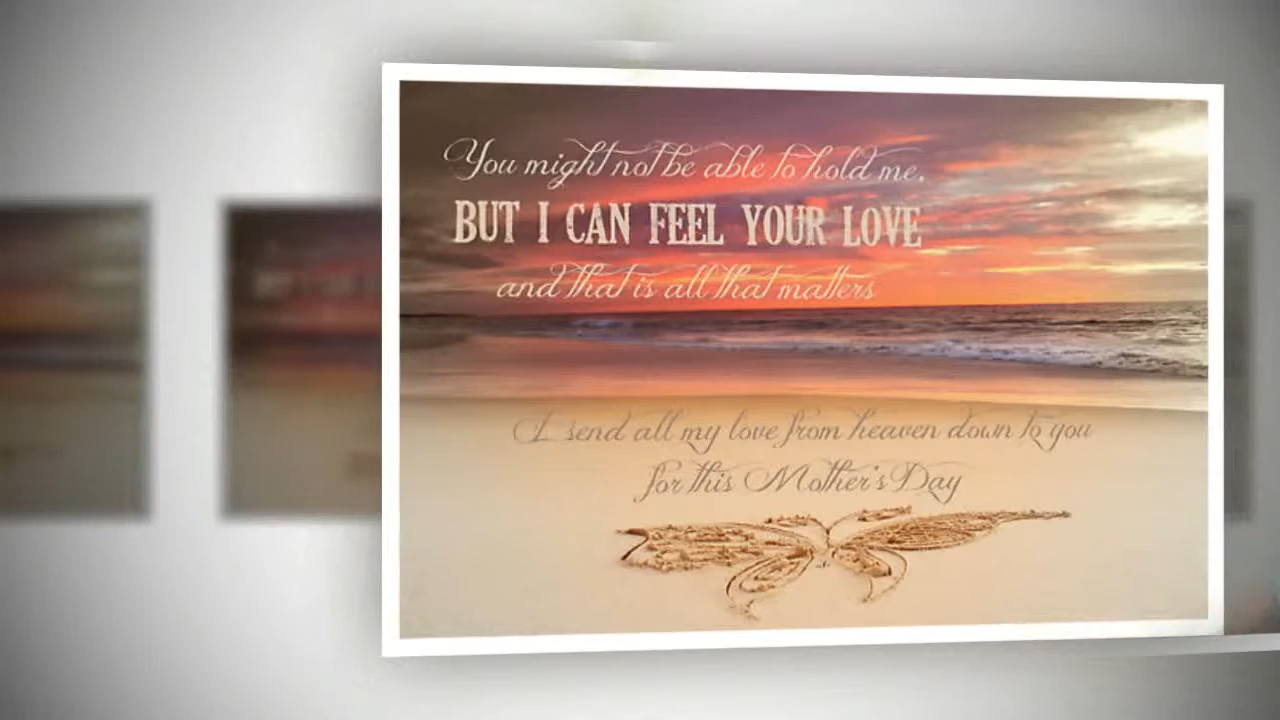 You might not be able to hold me,
BUT I CAN FEEL YOUR LOVE
and that is all that matters
I send all my love from heaven down to you
for this Mother's Day